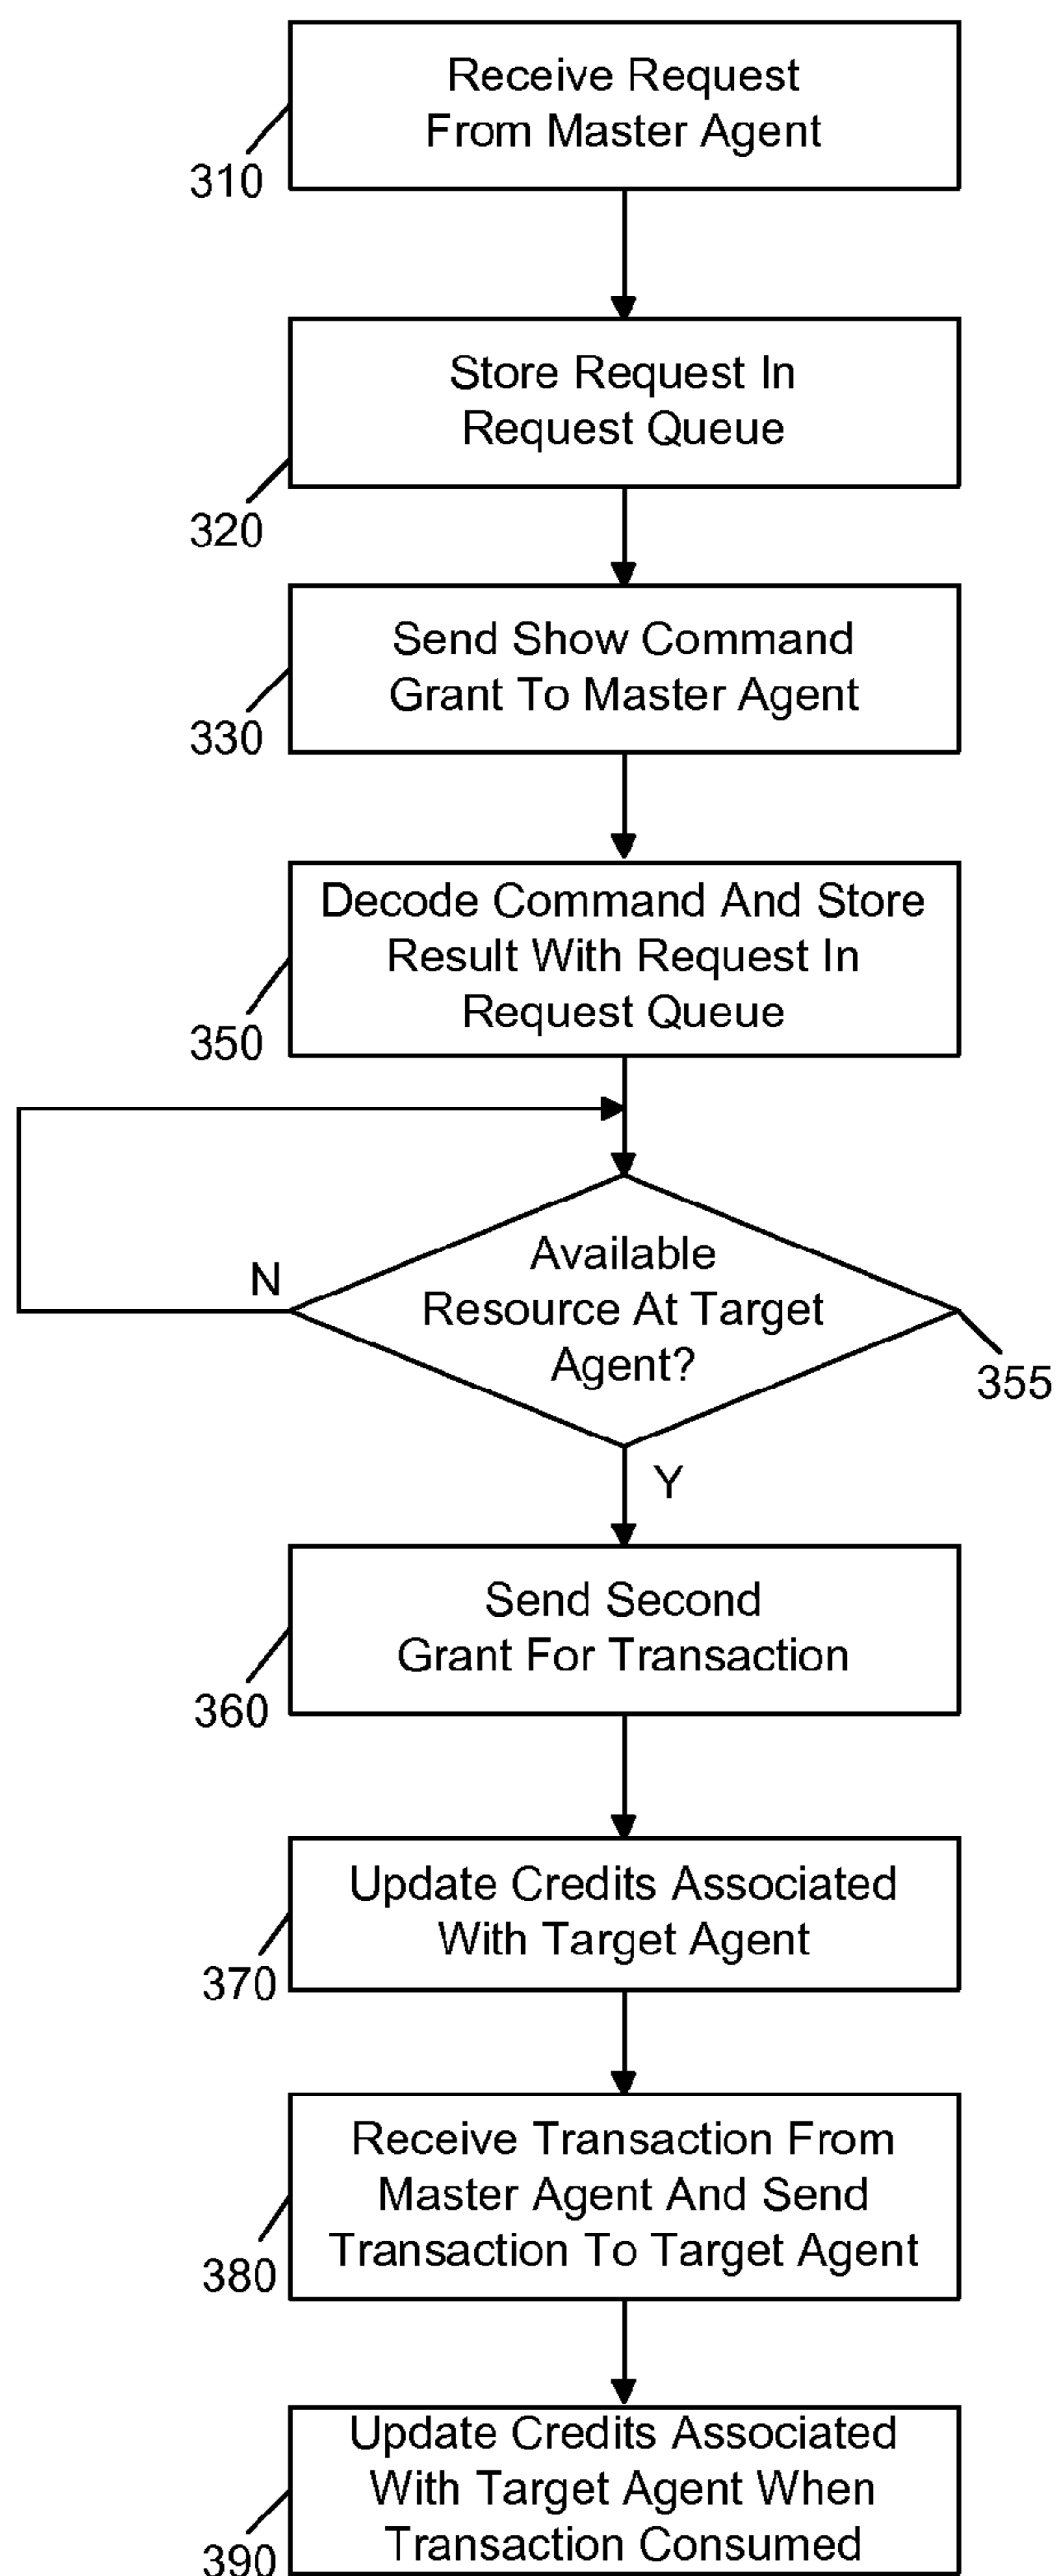 Receive Request
From Master Agent
310
Store Request In
Request Queue
320
Send Show Command
Grant To Master Agent
330
Decode Command And Store
Result With Request In
Request Queue
350
N
Available
Resource At Target
Agent?
355
Y
Send Second
Grant For Transaction
360
Update Credits Associated
With Target Agent
370
Receive Transaction From
Master Agent And Send
Transaction To Target Agent
380
Update Credits Associated
With Target Agent When
Transaction Consumed
390